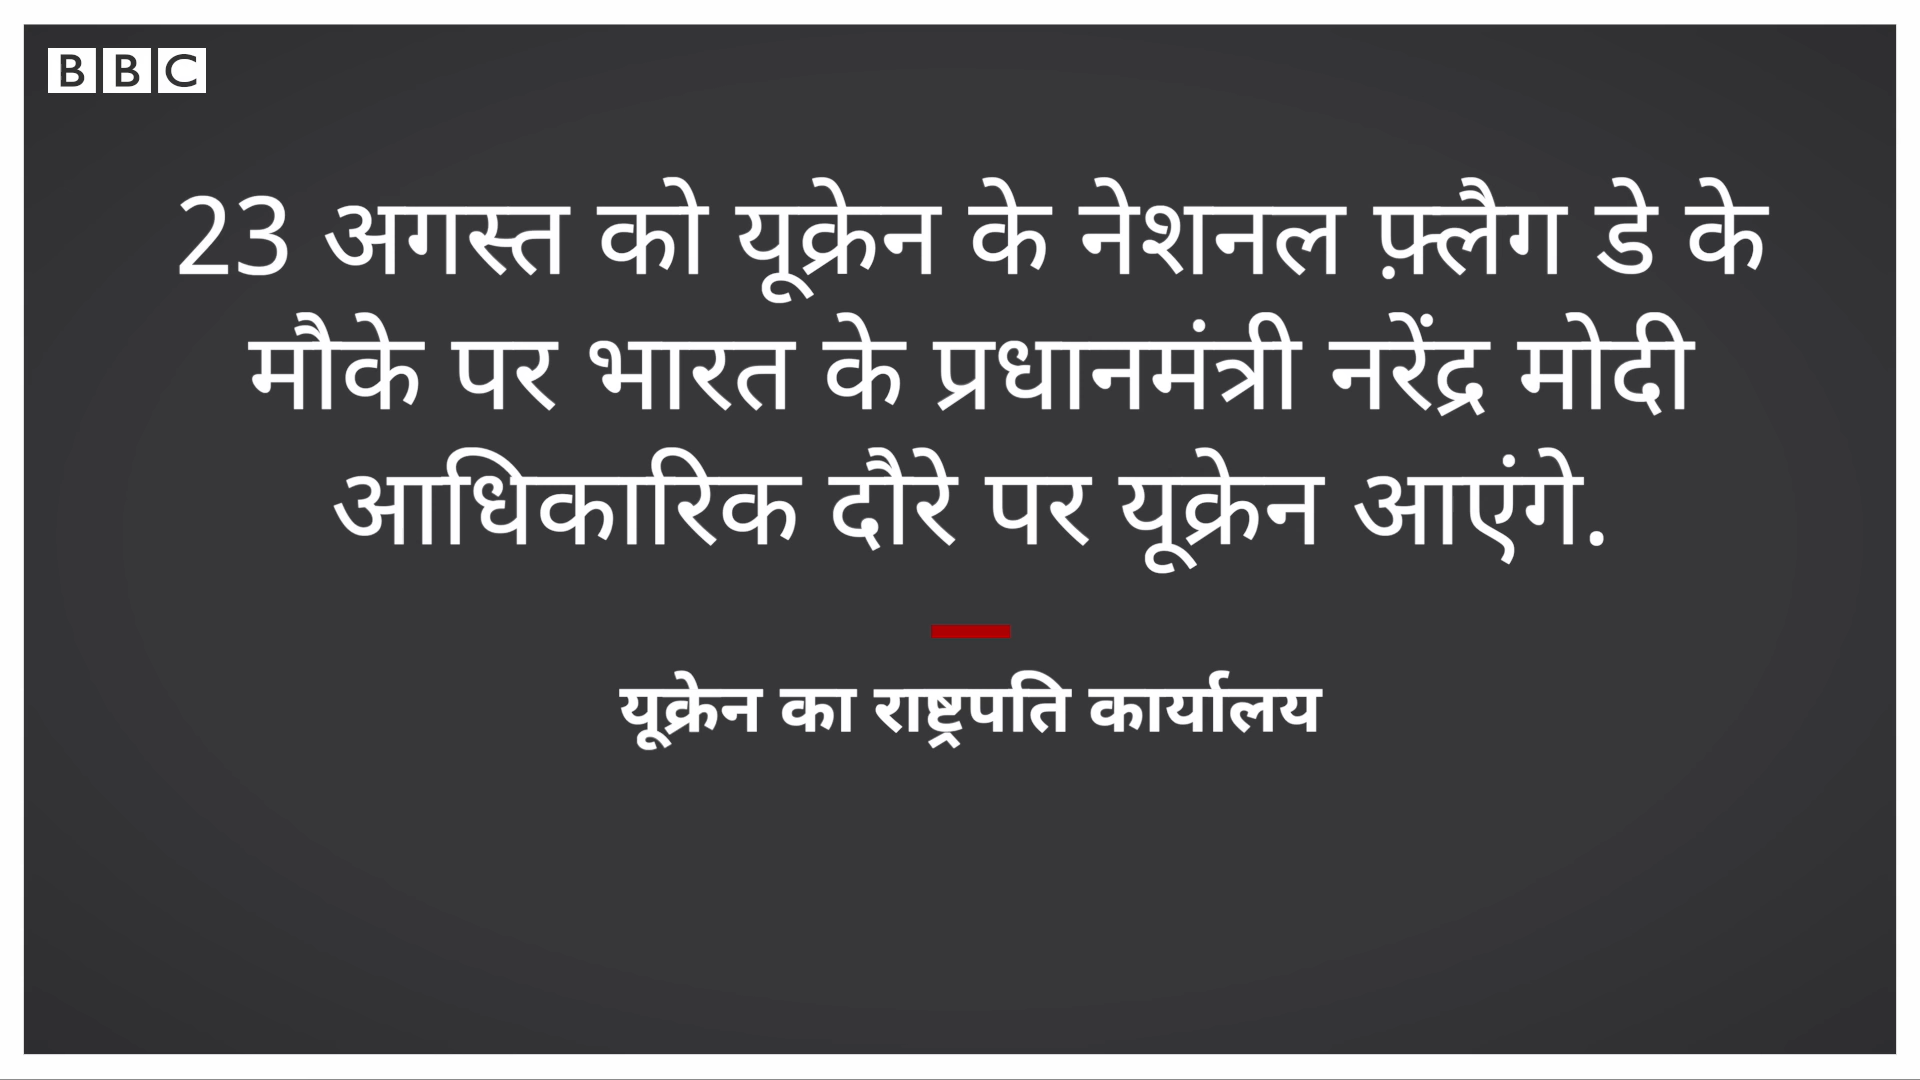 BBC
23 अगस्त को यूक्रेन के नेशनल फ़्लैग डे के
मौके पर भारत के प्रधानमंत्री नरेंद्र मोदी
आधिकारिक दौरे पर यूक्रेन आएंगे.
यूक्रेन का राष्ट्रपति कार्यालय